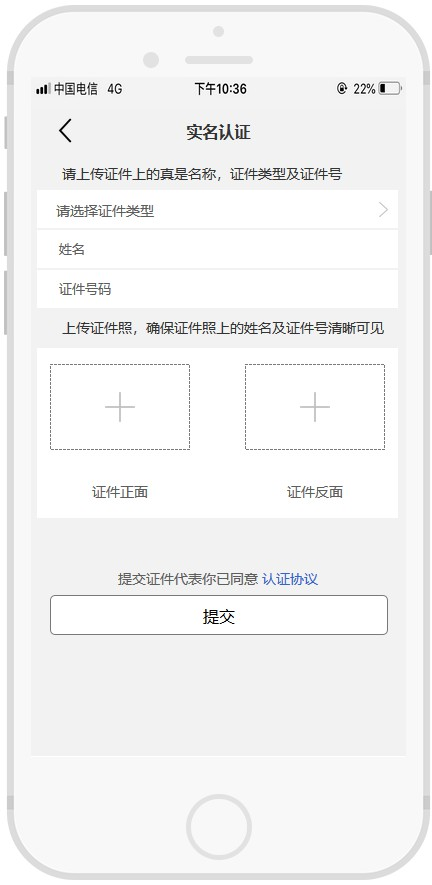 中国电信 4G 下午10:36 22%
实名认证
请上传证件上的真是名称，证件类型及证件号
请选择证件类型
姓名
证件号码
上传证件照，确保证件照上的姓名及证件号清晰可见
证件正面 证件反面
提交证件代表你已同意 认证协议
提交